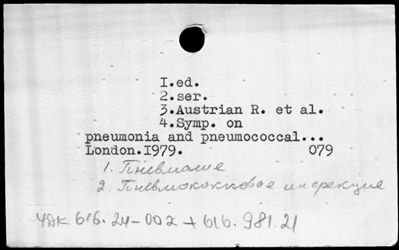 I.ed.
2.ser.
3.Austrian R. et al.
4.Symp. on
pneumonia and pneumococcal...
London.I979. 079
1. Пневмония
2. Пневмококковые инфекции
УДК 616.24-002 + 616.981.21